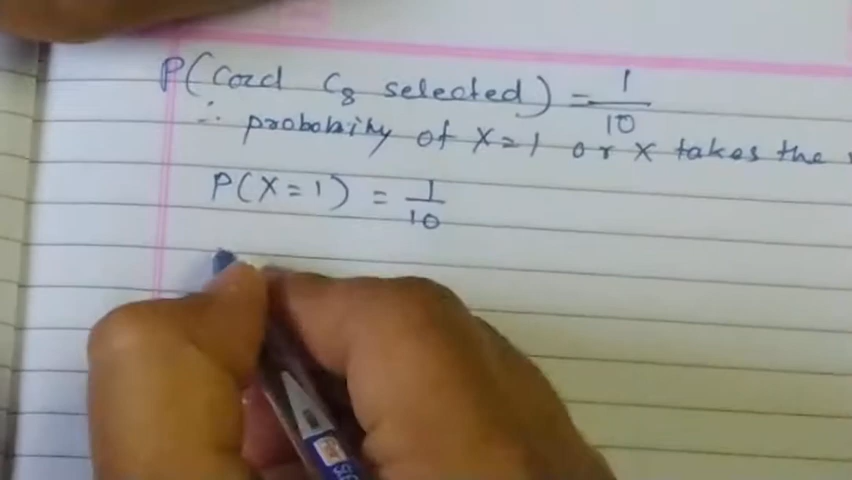 P(Card C8 selected) = 1/10
∴ probability of X=1 or X takes the
P(X=1) = 1/10